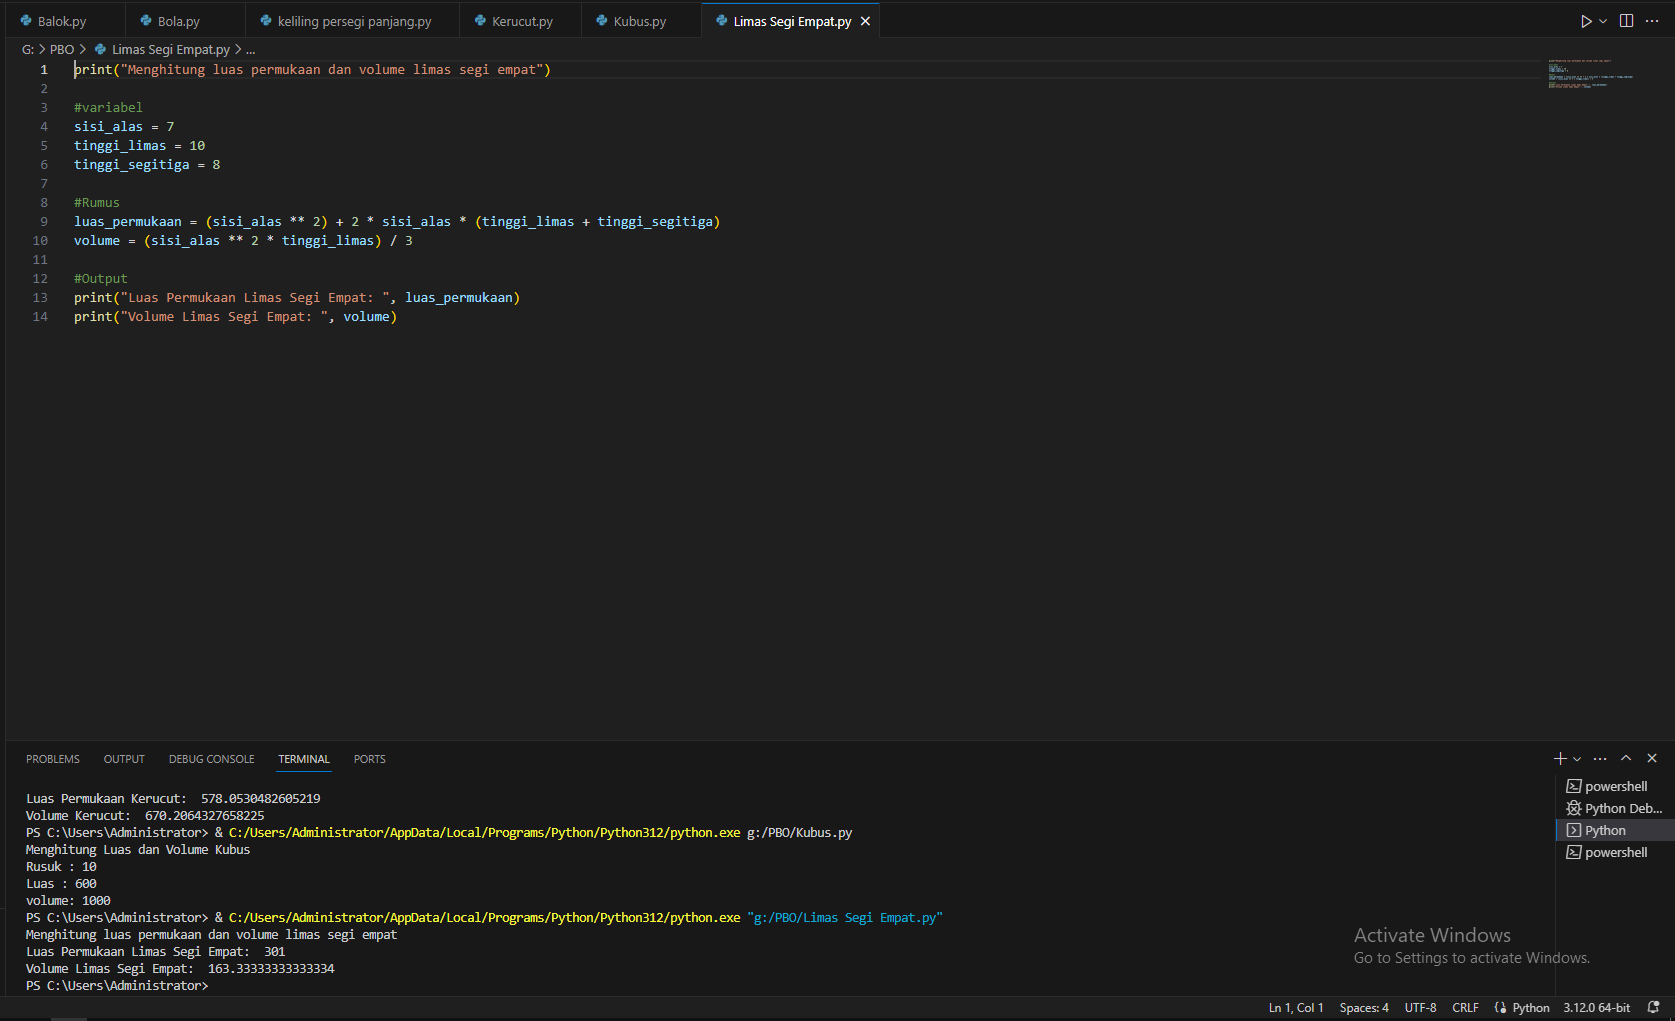 Balok.py
Bola.py
keliling persegi panjang.py
Kerucut.py
Kubus.py
Limas Segi Empat.py
G: > PBO > Limas Segi Empat.py > ...
1 print("Menghitung luas permukaan dan volume limas segi empat")
2
3 #variabel
4 sisi_alas = 7
5 tinggi_limas = 10
6 tinggi_segitiga = 8
7
8 #Rumus
9 luas_permukaan = (sisi_alas ** 2) + 2 * sisi_alas * (tinggi_limas + tinggi_segitiga)
10 volume = (sisi_alas ** 2 * tinggi_limas) / 3
11
12 #Output
13 print("Luas Permukaan Limas Segi Empat: ", luas_permukaan)
14 print("Volume Limas Segi Empat: ", volume)
PROBLEMS OUTPUT DEBUG CONSOLE TERMINAL PORTS
Luas Permukaan Kerucut:  578.0530482605219
Volume Kerucut:  670.2064327658225
PS C:\Users\Administrator> & C:/Users/Administrator/AppData/Local/Programs/Python/Python312/python.exe g:/PBO/Kubus.py
Menghitung Luas dan Volume Kubus
Rusuk : 10
Luas : 600
volume: 1000
PS C:\Users\Administrator> & C:/Users/Administrator/AppData/Local/Programs/Python/Python312/python.exe "g:/PBO/Limas Segi Empat.py"
Menghitung luas permukaan dan volume limas segi empat
Luas Permukaan Limas Segi Empat:  301
Volume Limas Segi Empat:  163.33333333333334
PS C:\Users\Administrator>
powershell
Python Deb...
Python
powershell
Activate Windows
Go to Settings to activate Windows.
Ln 1, Col 1 Spaces: 4 UTF-8 CRLF Python 3.12.0 64-bit